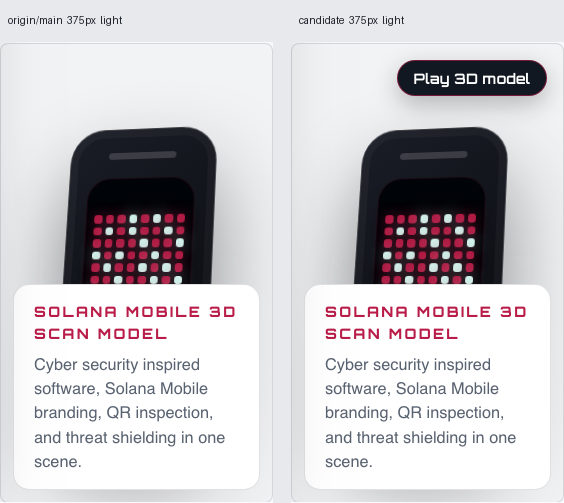 origin/main 375px light
candidate 375px light
Play 3D model
SOLANA MOBILE 3D
SCAN MODEL
Cyber security inspired
software, Solana Mobile
branding, QR inspection,
and threat shielding in one
scene.
SOLANA MOBILE 3D
SCAN MODEL
Cyber security inspired
software, Solana Mobile
branding, QR inspection,
and threat shielding in one
scene.